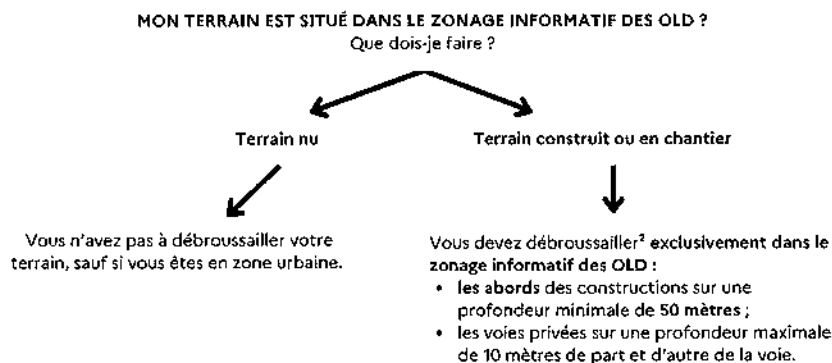 MON TERRAIN EST SITUÉ DANS LE ZONAGE INFORMATIF DES OLD ?
Que dois-je faire ?
Terrain nu
Terrain construit ou en chantier
Vous n'avez pas à débroussailler votre
terrain, sauf si vous êtes en zone urbaine.
Vous devez débroussailler² exclusivement dans le
zonage informatif des OLD :
• les abords des constructions sur une
profondeur minimale de 50 mètres ;
• les voies privées sur une profondeur maximale
de 10 mètres de part et d'autre de la voie.